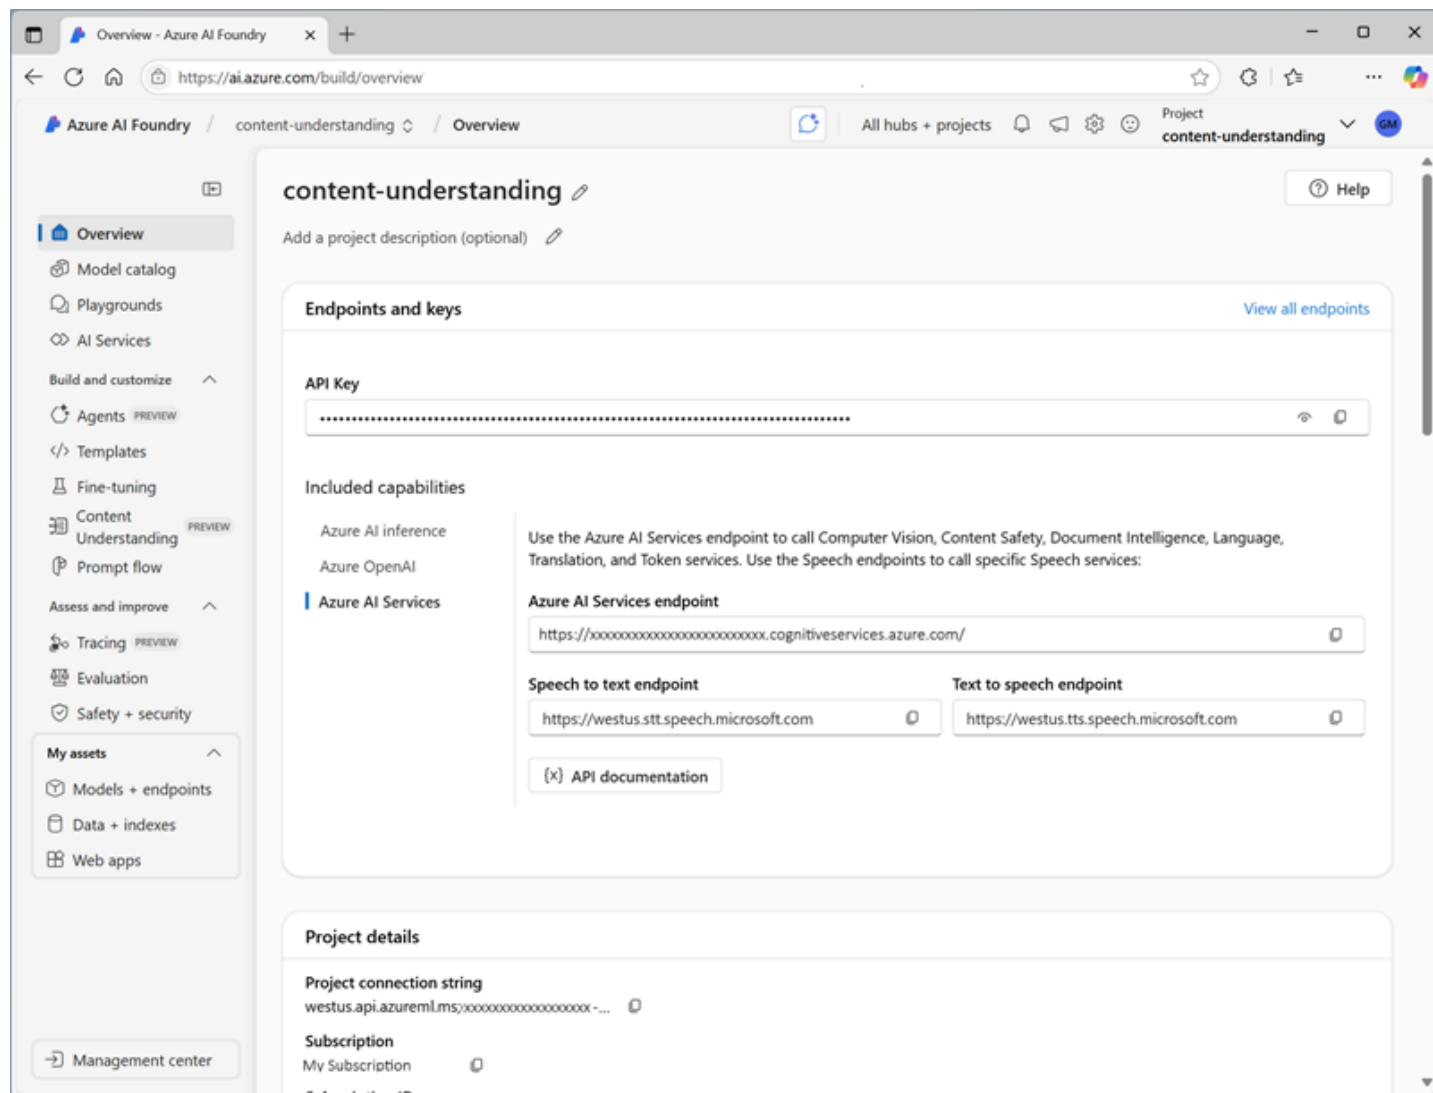 Overview - Azure AI Foundry
https://ai.azure.com/build/overview
Azure AI Foundry / content-understanding / Overview
All hubs + projects
Project
content-understanding
GM
content-understanding
Help
Add a project description (optional)
Overview
Model catalog
Playgrounds
AI Services
Build and customize
Agents PREVIEW
Templates
Fine-tuning
Content
Understanding PREVIEW
Prompt flow
Assess and improve
Tracing PREVIEW
Evaluation
Safety + security
My assets
Models + endpoints
Data + indexes
Web apps
Management center
Endpoints and keys
View all endpoints
API Key
Included capabilities
Azure AI inference
Azure OpenAI
Azure AI Services
Use the Azure AI Services endpoint to call Computer Vision, Content Safety, Document Intelligence, Language,
Translation, and Token services. Use the Speech endpoints to call specific Speech services:
Azure AI Services endpoint
https://xxxxxxxxxxxxxxxxxxxxxxxxx.cognitiveservices.azure.com/
Speech to text endpoint
https://westus.stt.speech.microsoft.com
Text to speech endpoint
https://westus.tts.speech.microsoft.com
{x} API documentation
Project details
Project connection string
westus.api.azureml.ms;xxxxxxxxxxxxxxxxxxx-...
Subscription
My Subscription